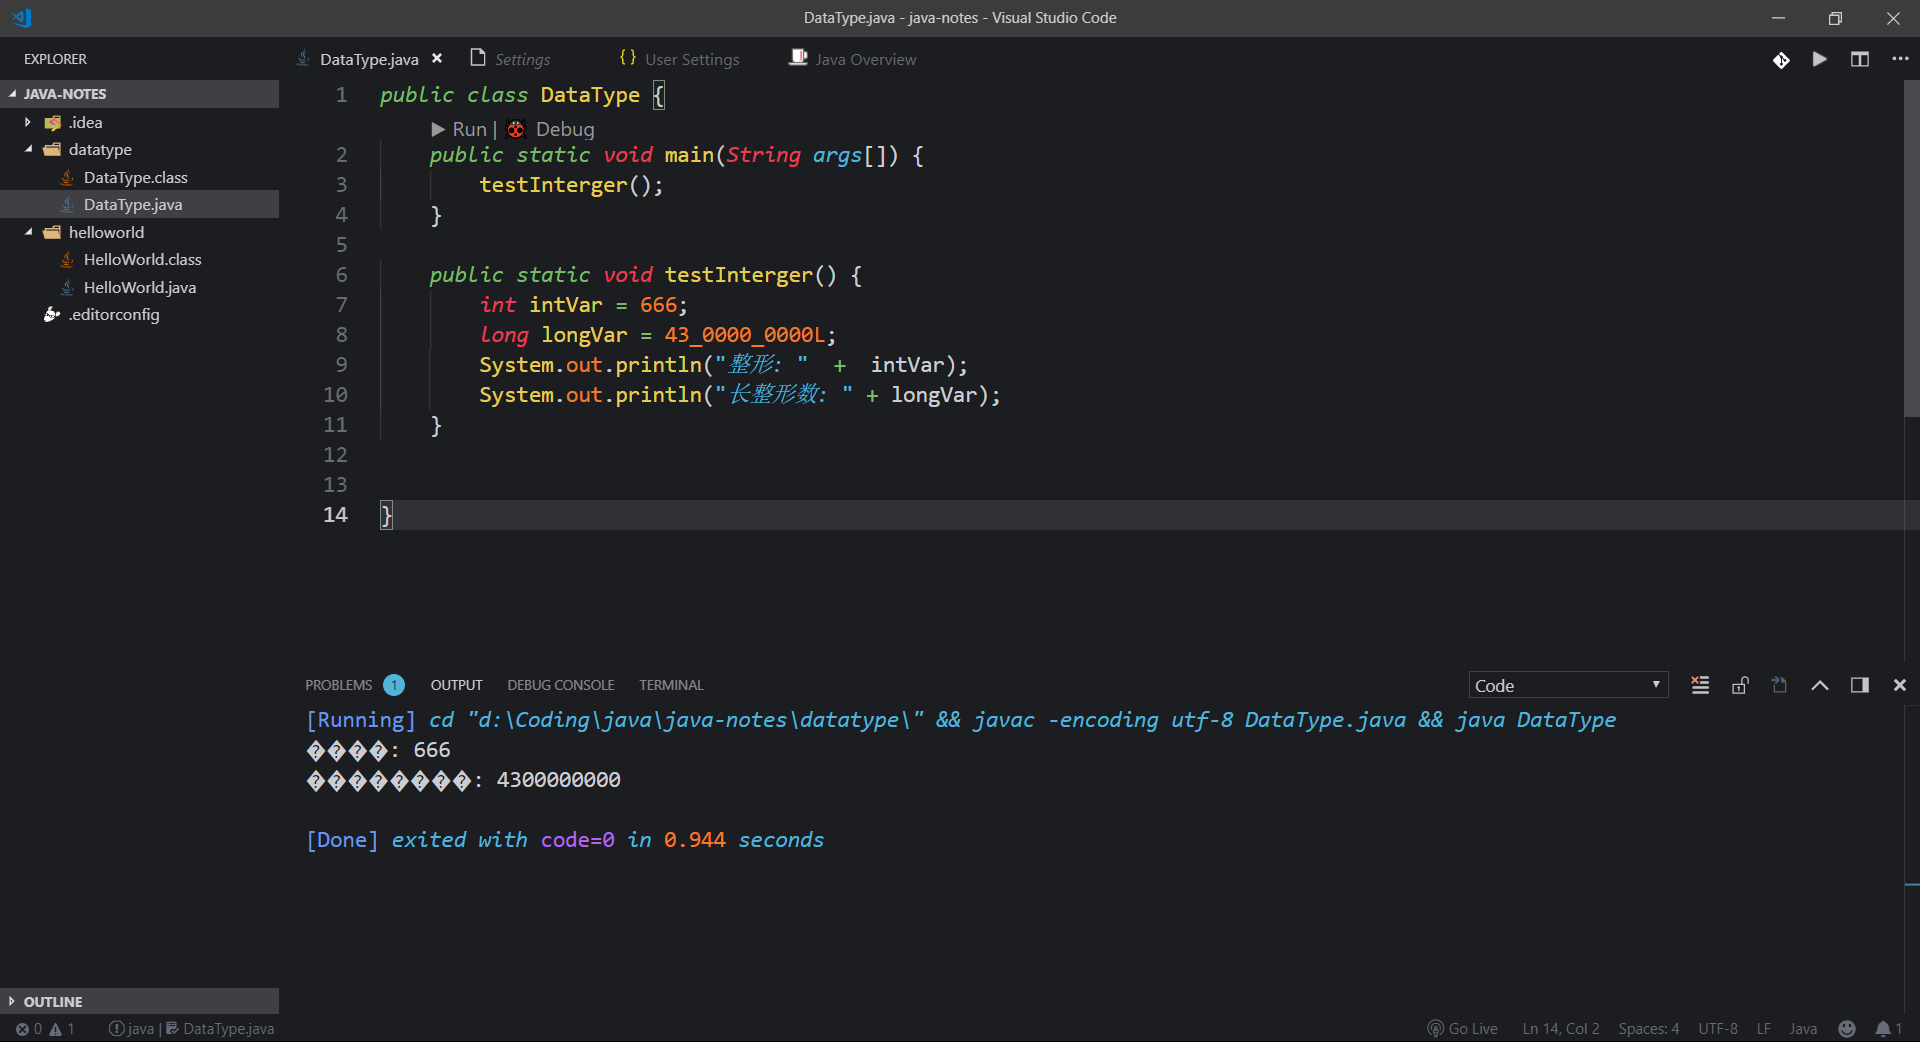 DataType.java - java-notes - Visual Studio Code
EXPLORER
DataType.java
Settings
{} User Settings
Java Overview
JAVA-NOTES
.idea
datatype
DataType.class
DataType.java
helloworld
HelloWorld.class
HelloWorld.java
.editorconfig
1 public class DataType {
Run | Debug
2 public static void main(String args[]) {
3 testInterger();
4 }
5
6 public static void testInterger() {
7 int intVar = 666;
8 long longVar = 43_0000_0000L;
9 System.out.println("整形: " + intVar);
10 System.out.println("长整形数: " + longVar);
11 }
12
13
14 }
PROBLEMS 1 OUTPUT DEBUG CONSOLE TERMINAL
Code
[Running] cd "d:\Coding\java\java-notes\datatype\" && javac -encoding utf-8 DataType.java && java DataType
����: 666
��������: 4300000000
[Done] exited with code=0 in 0.944 seconds
OUTLINE
0 1 java | DataType.java
Go Live Ln 14, Col 2 Spaces: 4 UTF-8 LF Java 1